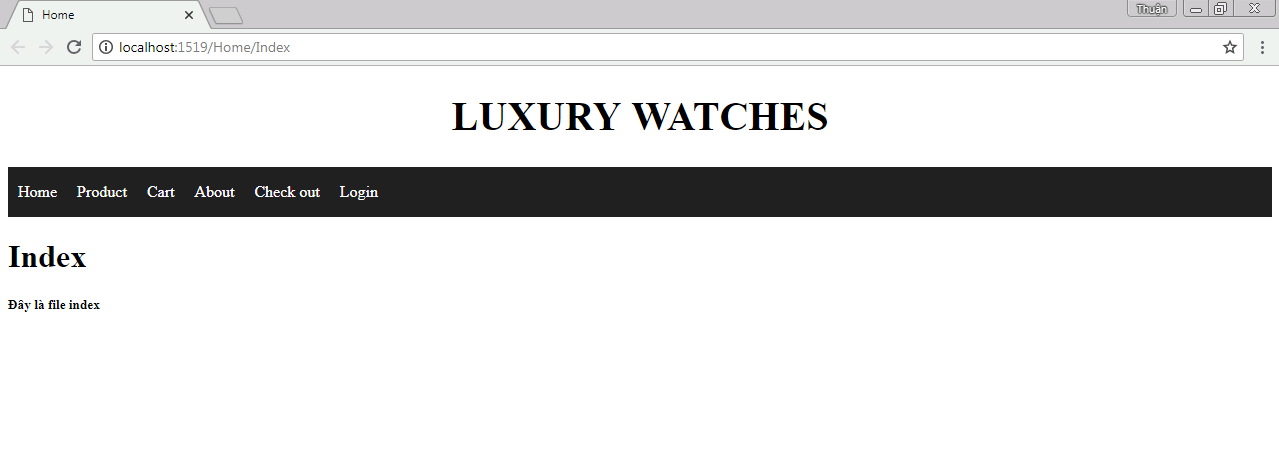 Home
Thuận
localhost:1519/Home/Index
LUXURY WATCHES
Home Product Cart About Check out Login
Index
Đây là file index